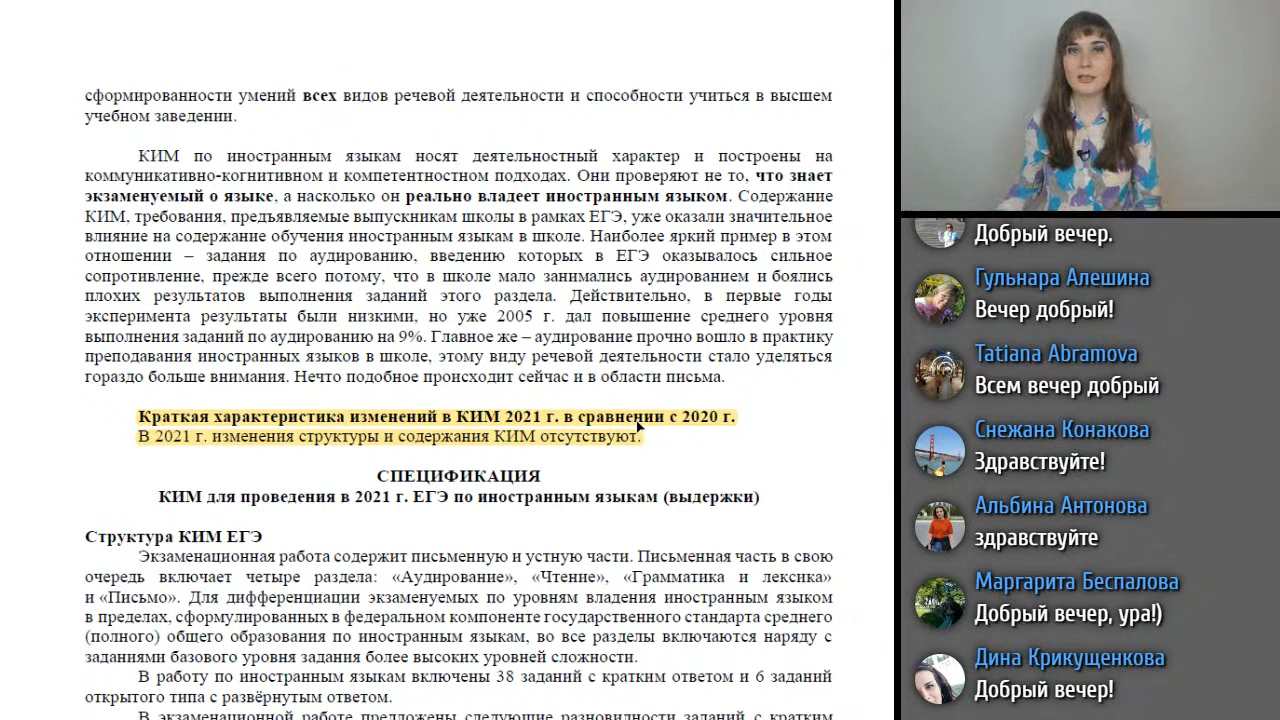 сформированности умений всех видов речевой деятельности и способности учиться в высшем
учебном заведении.
КИМ по иностранным языкам носят деятельностный характер и построены на
коммуникативно-когнитивном и компетентностном подходах. Они проверяют не то, что знает
экзаменуемый о языке, а насколько он реально владеет иностранным языком. Содержание
КИМ, требования, предъявляемые выпускникам школы в рамках ЕГЭ, уже оказали значительное
влияние на содержание обучения иностранным языкам в школе. Наиболее яркий пример в этом
отношении – задания по аудированию, введению которых в ЕГЭ оказывалось сильное
сопротивление, прежде всего потому, что в школе мало занимались аудированием и боялись
плохих результатов выполнения заданий этого раздела. Действительно, в первые годы
эксперимента результаты были низкими, но уже 2005 г. дал повышение среднего уровня
выполнения заданий по аудированию на 9%. Главное же – аудирование прочно вошло в практику
преподавания иностранных языков в школе, этому виду речевой деятельности стало уделяться
гораздо больше внимания. Нечто подобное происходит сейчас и в области письма.
Краткая характеристика изменений в КИМ 2021 г. в сравнении с 2020 г.
В 2021 г. изменения структуры и содержания КИМ отсутствуют.
СПЕЦИФИКАЦИЯ
КИМ для проведения в 2021 г. ЕГЭ по иностранным языкам (выдержки)
Структура КИМ ЕГЭ
Экзаменационная работа содержит письменную и устную части. Письменная часть в свою
очередь включает четыре раздела: «Аудирование», «Чтение», «Грамматика и лексика»
и «Письмо». Для дифференциации экзаменуемых по уровням владения иностранным языком
в пределах, сформулированных в федеральном компоненте государственного стандарта среднего
(полного) общего образования по иностранным языкам, во все разделы включаются наряду с
заданиями базового уровня задания более высоких уровней сложности.
В работу по иностранным языкам включены 38 заданий с кратким ответом и 6 заданий
открытого типа с развёрнутым ответом.
В экзаменационной работе предложены следующие разновидности заданий с кратким
Добрый вечер.
Гульнара Алешина
Вечер добрый!
Tatiana Abramova
Всем вечер добрый
Снежана Конакова
Здравствуйте!
Альбина Антонова
здравствуйте
Маргарита Беспалова
Добрый вечер, ура!)
Дина Крикущенкова
Добрый вечер!